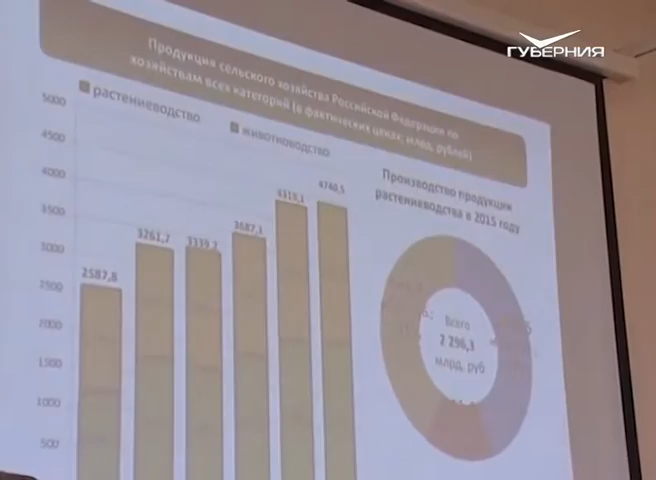 ГУБЕРНИЯ
Продукция сельского хозяйства Российской Федерации по
хозяйствам всех категорий (в фактических ценах; млрд. рублей)
растениеводство
животноводство
5000
4500
4000
3500
3000
2500
2000
1500
1000
500
2587,8
3261,7
3339,2
3687,1
4319,1
4740,5
Производство продукции
растениеводства в 2015 году
Всего
2 296,3
млрд. руб